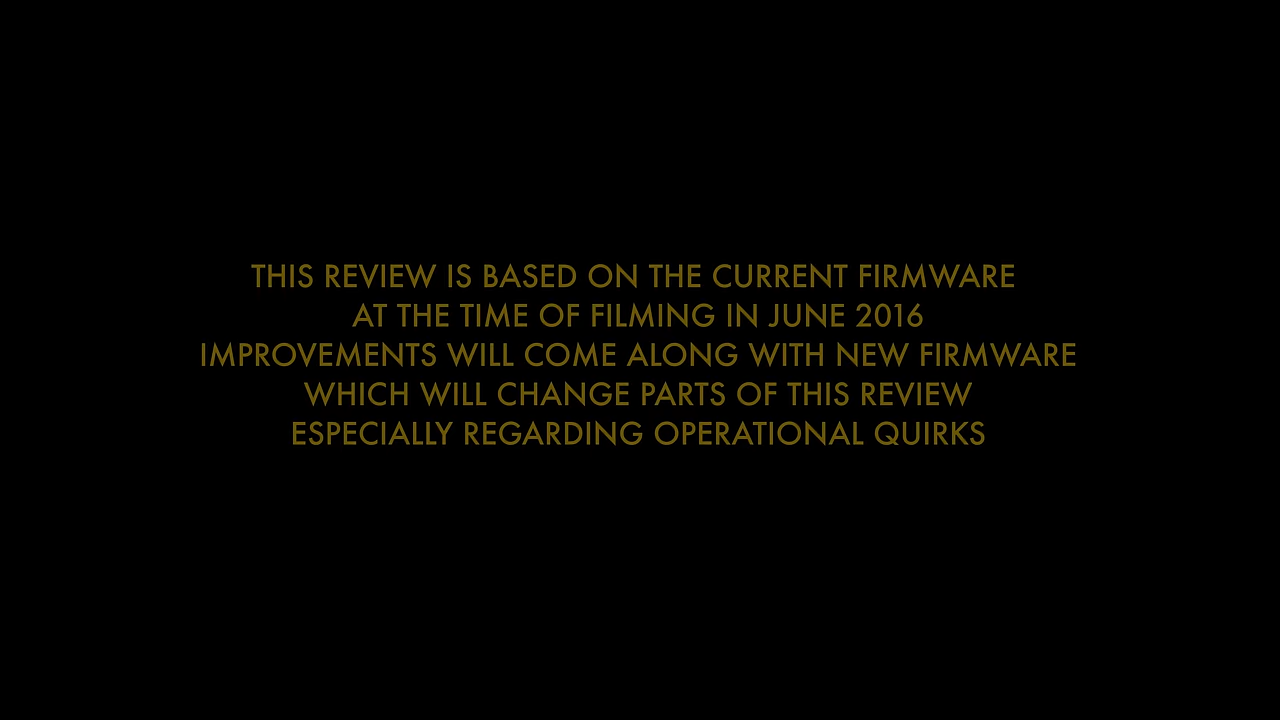 THIS REVIEW IS BASED ON THE CURRENT FIRMWARE
AT THE TIME OF FILMING IN JUNE 2016
IMPROVEMENTS WILL COME ALONG WITH NEW FIRMWARE
WHICH WILL CHANGE PARTS OF THIS REVIEW
ESPECIALLY REGARDING OPERATIONAL QUIRKS